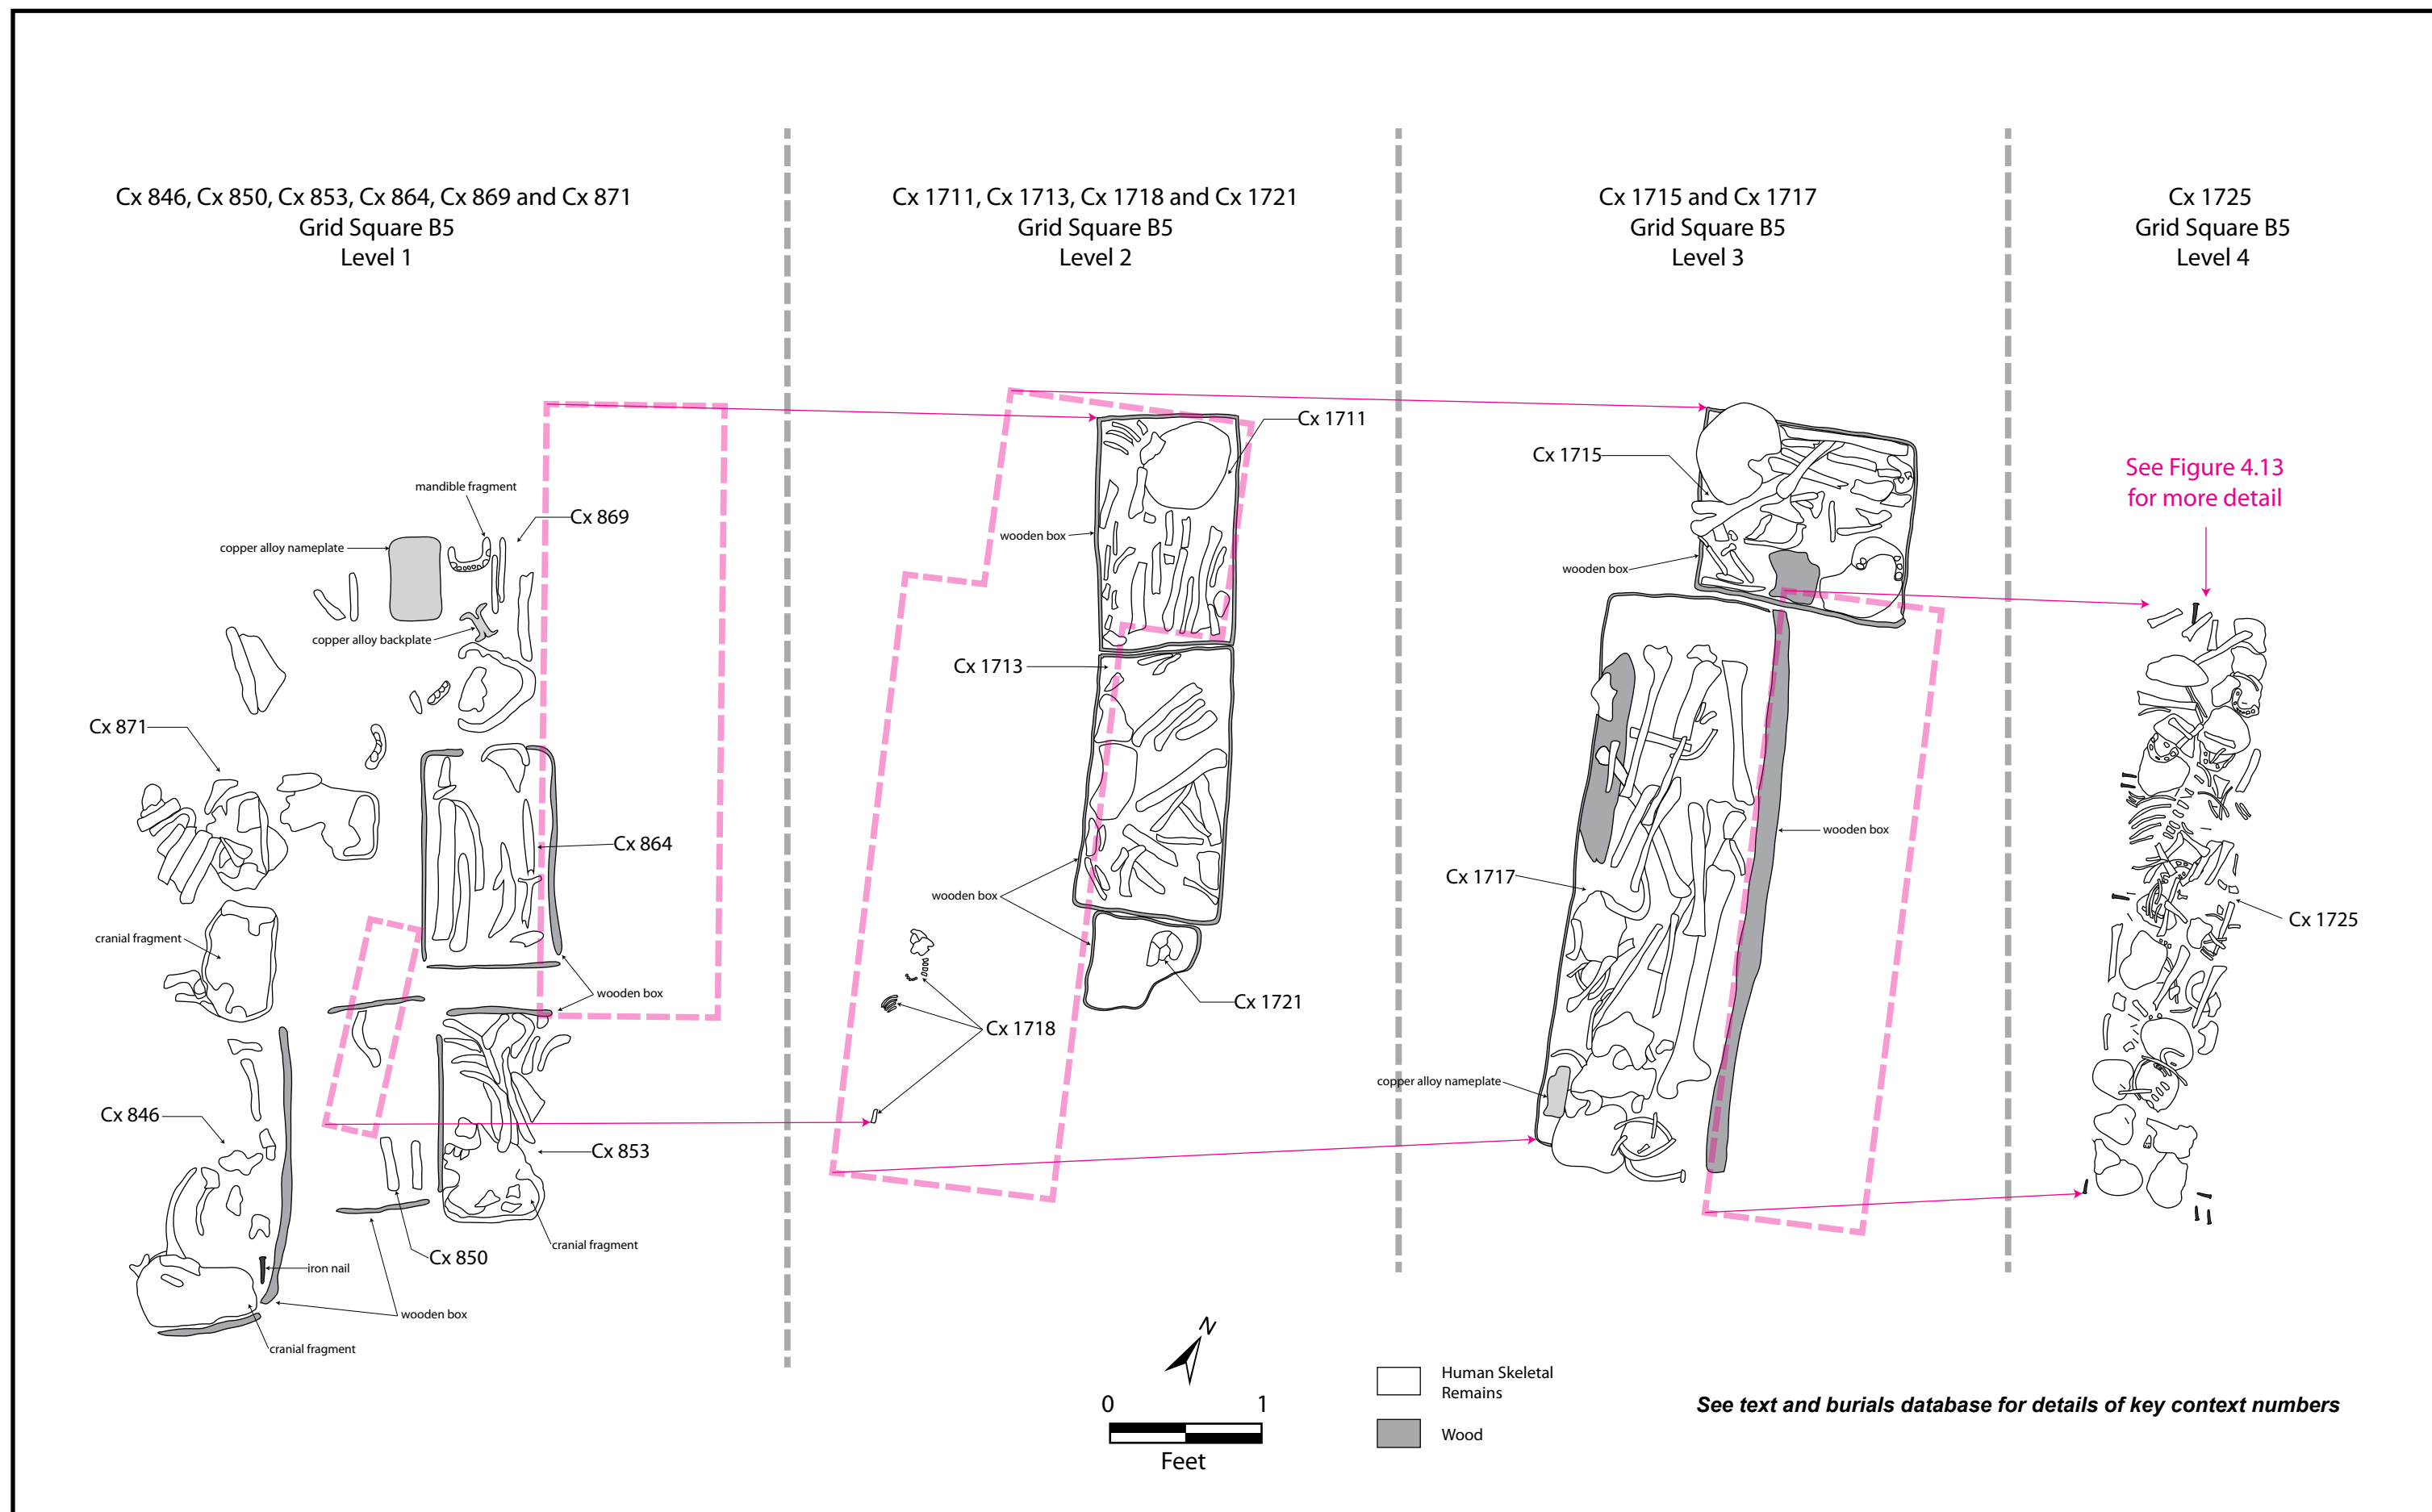 Cx 846, Cx 850, Cx 853, Cx 864, Cx 869 and Cx 871
Grid Square B5
Level 1
Cx 1711, Cx 1713, Cx 1718 and Cx 1721
Grid Square B5
Level 2
Cx 1715 and Cx 1717
Grid Square B5
Level 3
Cx 1725
Grid Square B5
Level 4
mandible fragment
Cx 869
copper alloy nameplate
copper alloy backplate
Cx 871
Cx 864
cranial fragment
wooden box
Cx 846
Cx 853
cranial fragment
Cx 850
iron nail
wooden box
cranial fragment
Cx 1711
wooden box
Cx 1713
wooden box
Cx 1721
Cx 1718
Cx 1715
wooden box
wooden box
Cx 1717
copper alloy nameplate
See Figure 4.13
for more detail
Cx 1725
N
0 1
Feet
Human Skeletal
Remains
Wood
See text and burials database for details of key context numbers